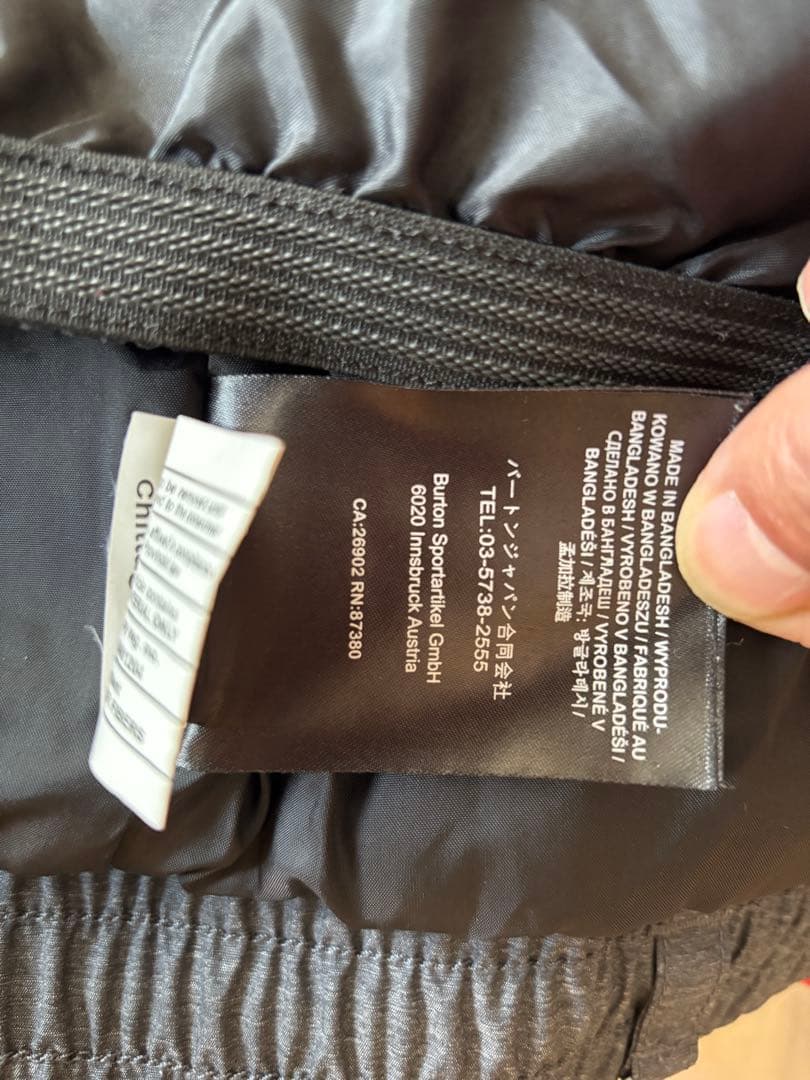 MADE IN BANGLADESH / WYPRODU-
KOWANO W BANGLADESZU / FABRIQUÉ AU
BANGLADESH / VYROBENO V BANGLADÉŠI /
СДЕЛАНО В БАНГЛАДЕШ / VYROBENÉ V
BANGLADÉŠI / 제조국: 방글라데시 /
孟加拉制造
バートンジャパン合同会社
TEL:03-5738-2555
Burton Sportartikel GmbH
6020 Innsbruck Austria
CA:26902 RN:87380